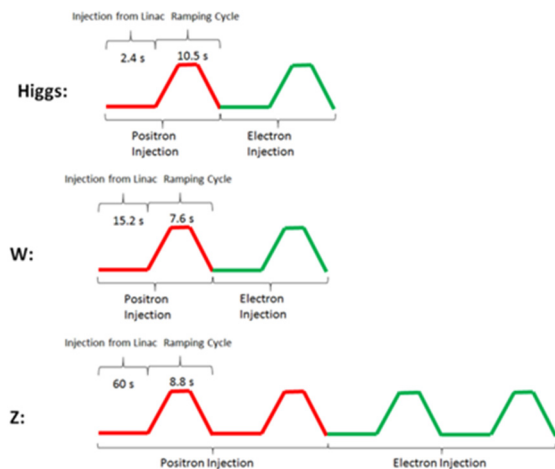 Injection from Linac Ramping Cycle
2.4 s 10.5 s
Higgs:
Positron Injection Electron Injection
Injection from Linac Ramping Cycle
15.2 s 7.6 s
W:
Positron Injection Electron Injection
Injection from Linac Ramping Cycle
60 s 8.8 s
Z:
Positron Injection Electron Injection